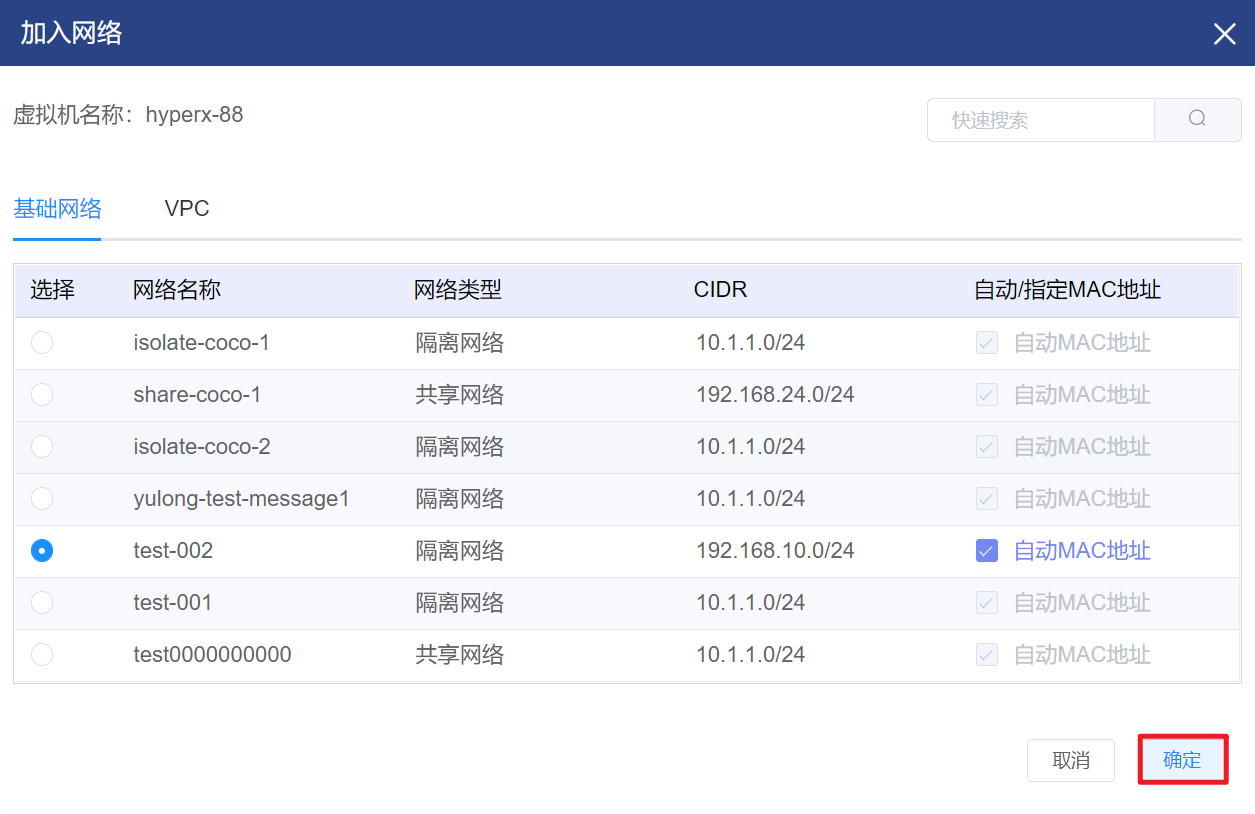 加入网络
虚拟机名称：hyperx-88
快速搜索
基础网络 VPC
选择 网络名称 网络类型 CIDR 自动/指定MAC地址
isolate-coco-1 隔离网络 10.1.1.0/24 自动MAC地址
share-coco-1 共享网络 192.168.24.0/24 自动MAC地址
isolate-coco-2 隔离网络 10.1.1.0/24 自动MAC地址
yulong-test-message1 隔离网络 10.1.1.0/24 自动MAC地址
test-002 隔离网络 192.168.10.0/24 自动MAC地址
test-001 隔离网络 10.1.1.0/24 自动MAC地址
test0000000000 共享网络 10.1.1.0/24 自动MAC地址
取消 确定